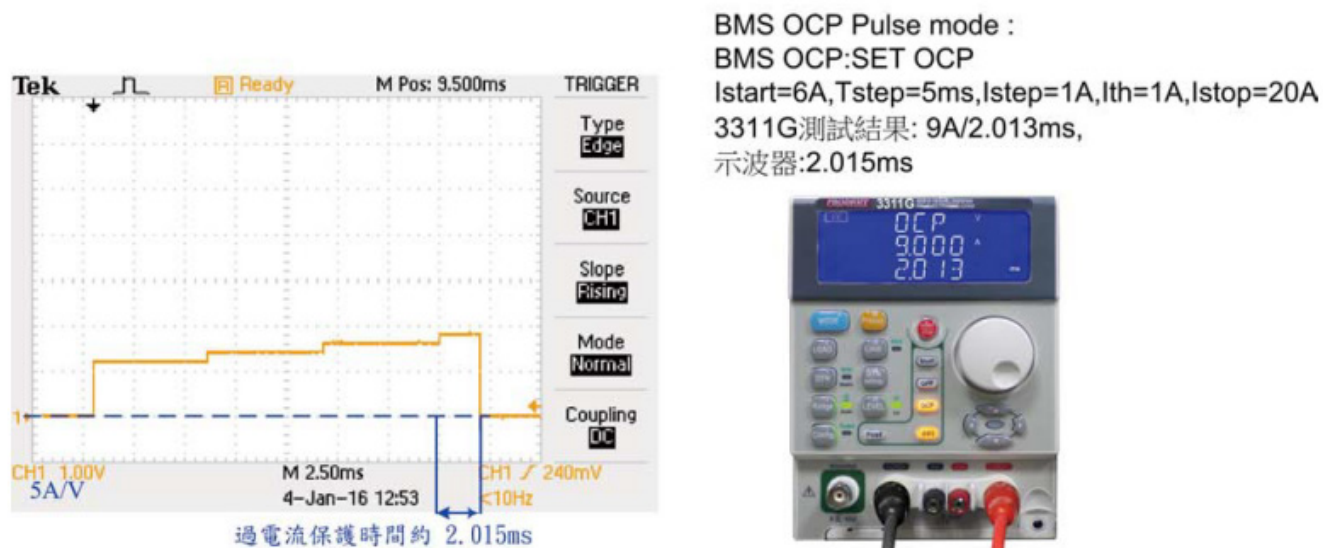 Tek
Ready
M Pos: 9.500ms
TRIGGER
Type
Edge
Source
CH1
Slope
Rising
Mode
Normal
Coupling
DC
1
CH1 1.00V
M 2.50ms
CH1 / 240mV
5A/V
4-Jan-16 12:53
<10Hz
過電流保護時間約 2.015ms
BMS OCP Pulse mode :
BMS OCP:SET OCP
Istart=6A,Tstep=5ms,Istep=1A,Ith=1A,Istop=20A
3311G測試結果: 9A/2.013ms,
示波器:2.015ms
PRODIGIT 3311G
OCP V
9.000 A
2.013 ms